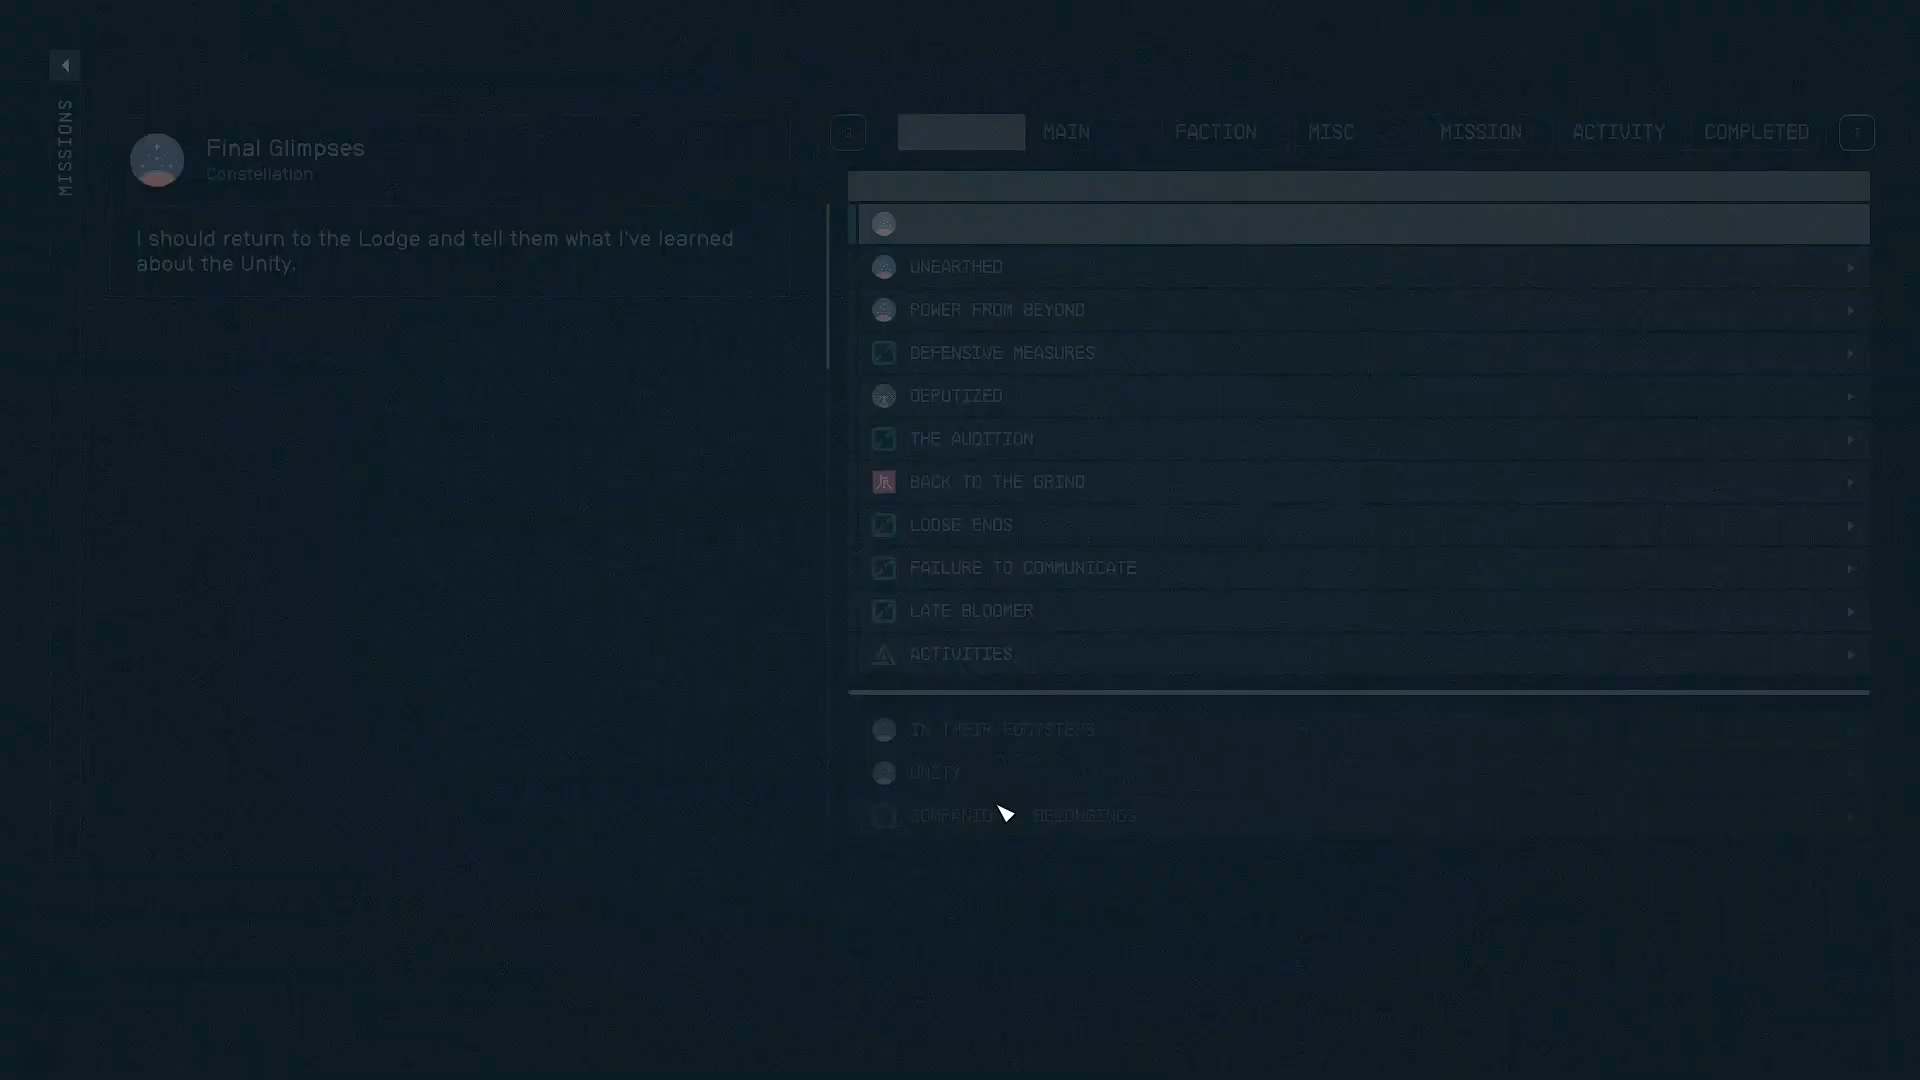 MISSIONS
Final Glimpses
Constellation
I should return to the Lodge and tell them what I've learned
about the Unity.
MAIN
FACTION
MISC
MISSION
ACTIVITY
COMPLETED
UNEARTHED
POWER FROM BEYOND
DEFENSIVE MEASURES
DEPUTIZED
THE AUDITION
BACK TO THE GRIND
LOOSE ENDS
FAILURE TO COMMUNICATE
LATE BLOOMER
ACTIVITIES
IN THEIR FOOTSTEPS
UNITY
BELONGINGS